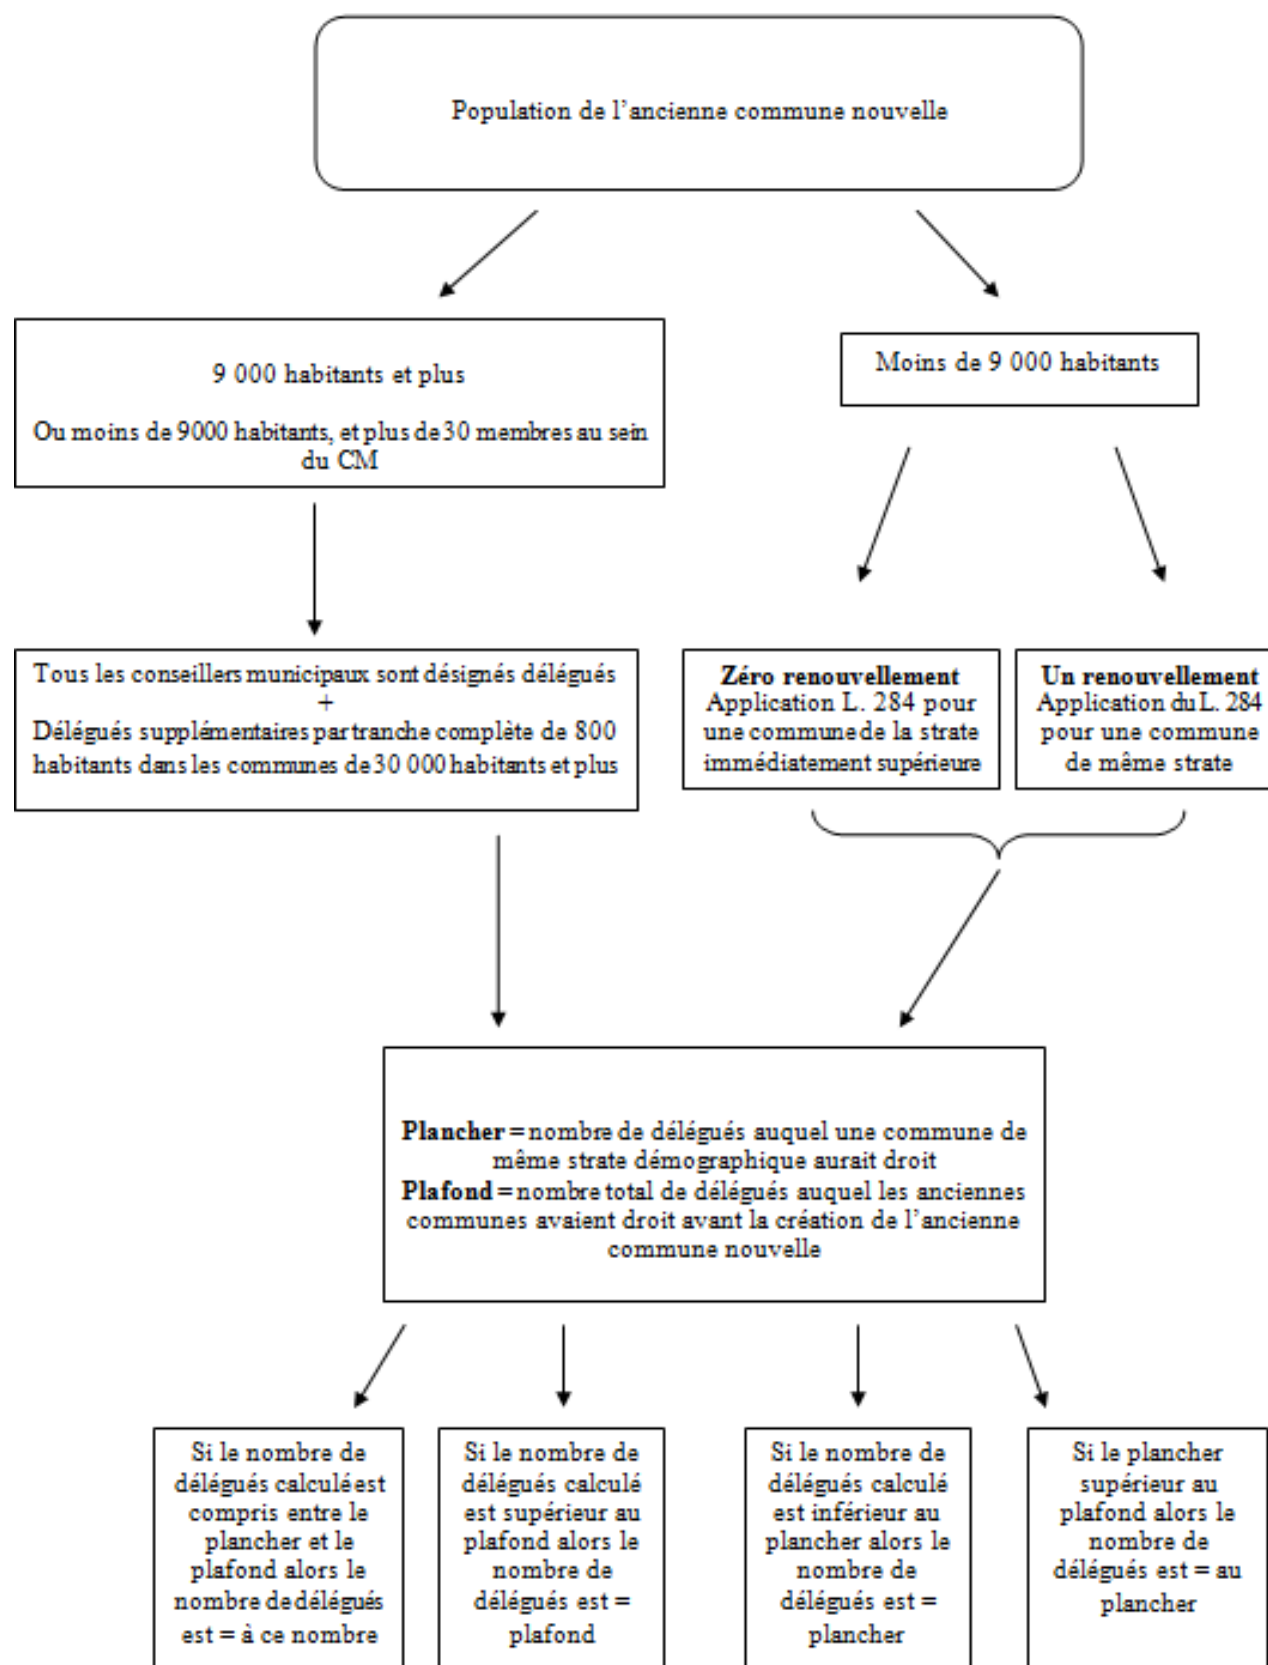 Population de l’ancienne commune nouvelle
9 000 habitants et plus
Ou moins de 9000 habitants, et plus de 30 membres au sein
du CM
Moins de 9 000 habitants
Tous les conseillers municipaux sont désignés délégués
+
Délégués supplémentaires par tranche complète de 800
habitants dans les communes de 30 000 habitants et plus
Zéro renouvellement
Application L. 284 pour
une commune de la strate
immédiatement supérieure
Un renouvellement
Application du L. 284
pour une commune
de même strate
Plancher = nombre de délégués auquel une commune de
même strate démographique aurait droit
Plafond = nombre total de délégués auquel les anciennes
communes avaient droit avant la création de l’ancienne
commune nouvelle
Si le nombre de
délégués calculé est
compris entre le
plancher et le
plafond alors le
nombre de délégués
est = à ce nombre
Si le nombre de
délégués calculé
est supérieur au
plafond alors le
nombre de
délégués est =
plafond
Si le nombre de
délégués calculé
est inférieur au
plancher alors le
nombre de
délégués est =
plancher
Si le plancher
supérieur au
plafond alors le
nombre de
délégués est = au
plancher